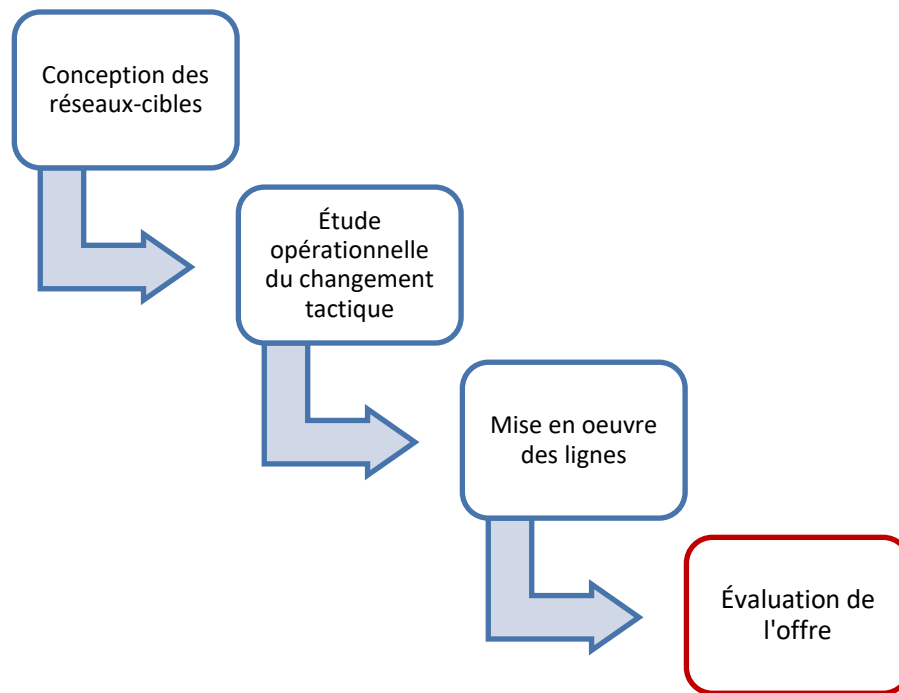 Conception des
réseaux-cibles
Étude
opérationnelle
du changement
tactique
Mise en oeuvre
des lignes
Évaluation de
l'offre